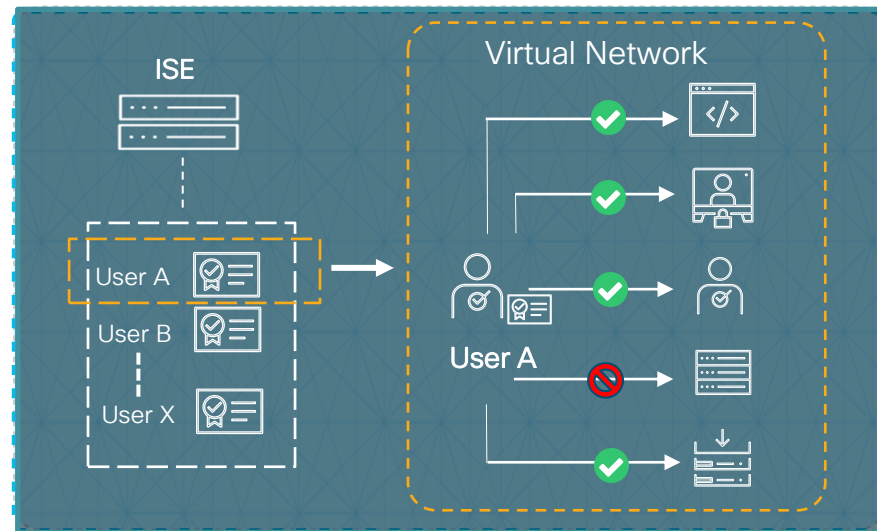 ISE
User A
User B
User X
Virtual Network
</>
User A